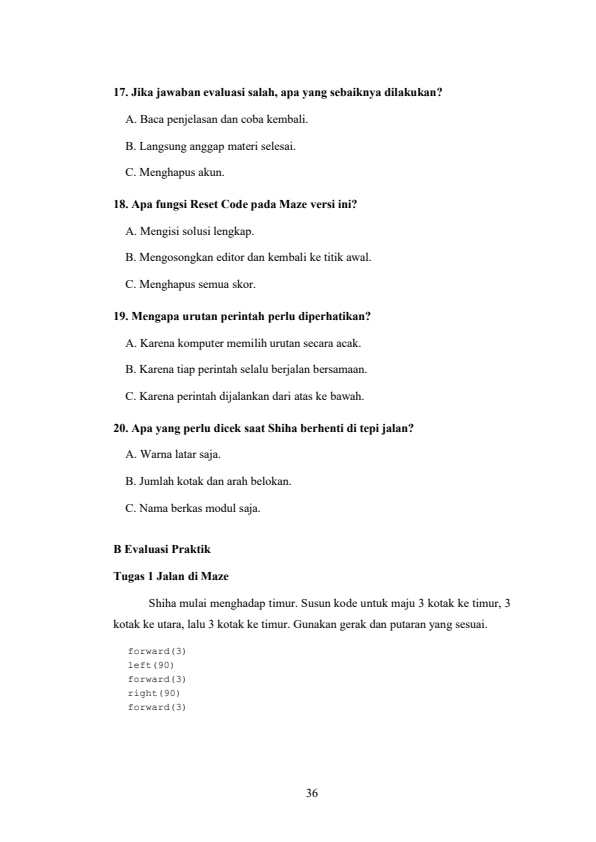 17. Jika jawaban evaluasi salah, apa yang sebaiknya dilakukan?
A. Baca penjelasan dan coba kembali.
B. Langsung anggap materi selesai.
C. Menghapus akun.
18. Apa fungsi Reset Code pada Maze versi ini?
A. Mengisi solusi lengkap.
B. Mengosongkan editor dan kembali ke titik awal.
C. Menghapus semua skor.
19. Mengapa urutan perintah perlu diperhatikan?
A. Karena komputer memilih urutan secara acak.
B. Karena tiap perintah selalu berjalan bersamaan.
C. Karena perintah dijalankan dari atas ke bawah.
20. Apa yang perlu dicek saat Shiha berhenti di tepi jalan?
A. Warna latar saja.
B. Jumlah kotak dan arah belokan.
C. Nama berkas modul saja.
B Evaluasi Praktik
Tugas 1 Jalan di Maze
Shiha mulai menghadap timur. Susun kode untuk maju 3 kotak ke timur, 3
kotak ke utara, lalu 3 kotak ke timur. Gunakan gerak dan putaran yang sesuai.
forward(3)
left(90)
forward(3)
right(90)
forward(3)
36